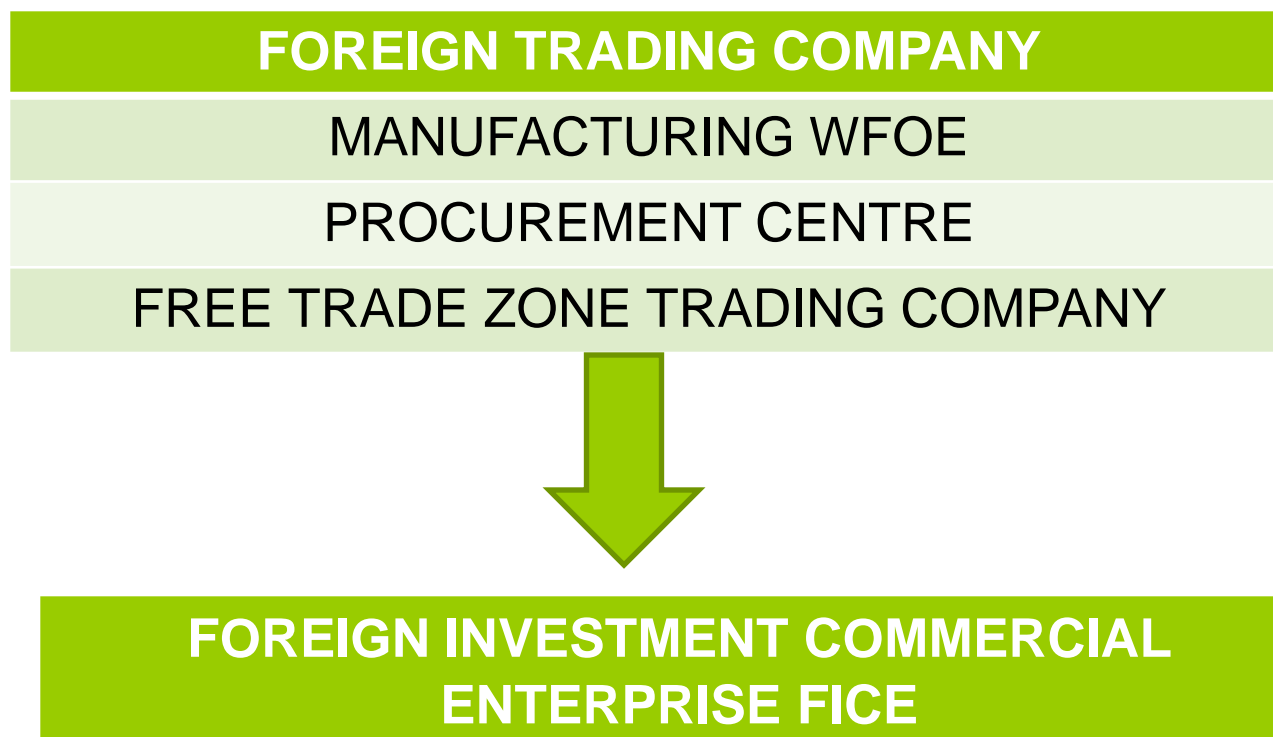 FOREIGN TRADING COMPANY
MANUFACTURING WFOE
PROCUREMENT CENTRE
FREE TRADE ZONE TRADING COMPANY
FOREIGN INVESTMENT COMMERCIAL
ENTERPRISE FICE